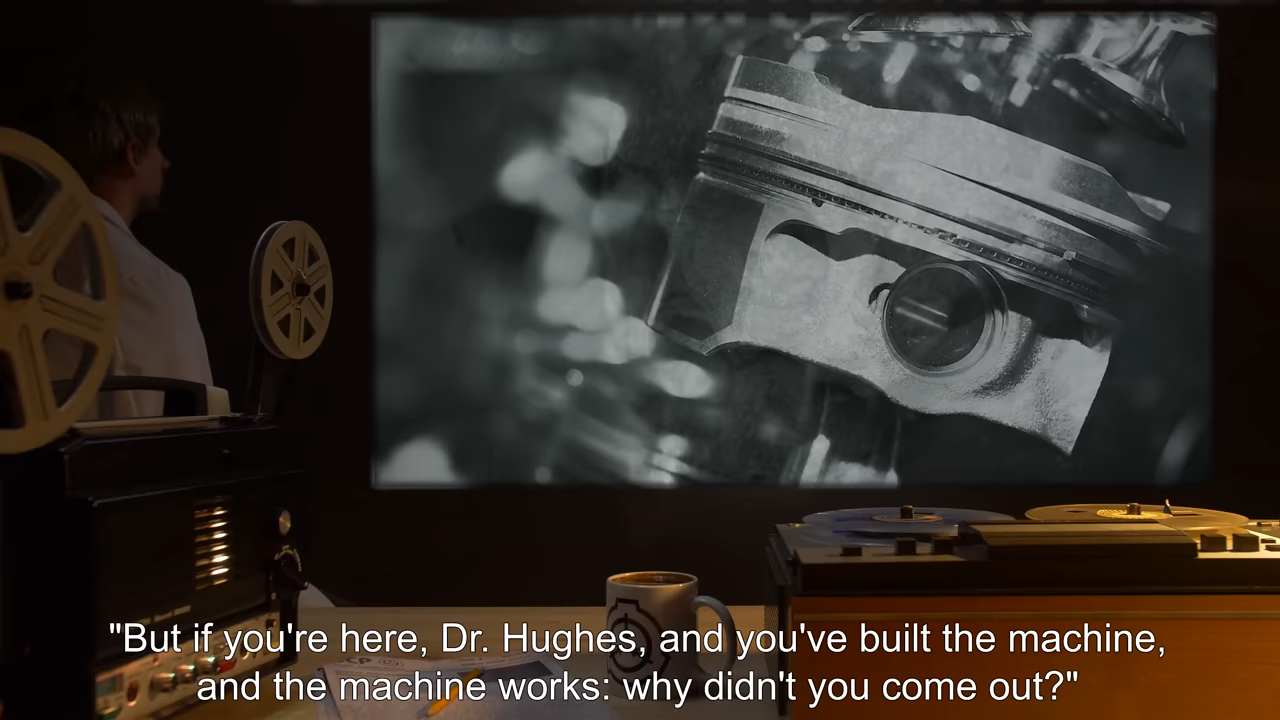 "But if you're here, Dr. Hughes, and you've built the machine,
and the machine works: why didn't you come out?"